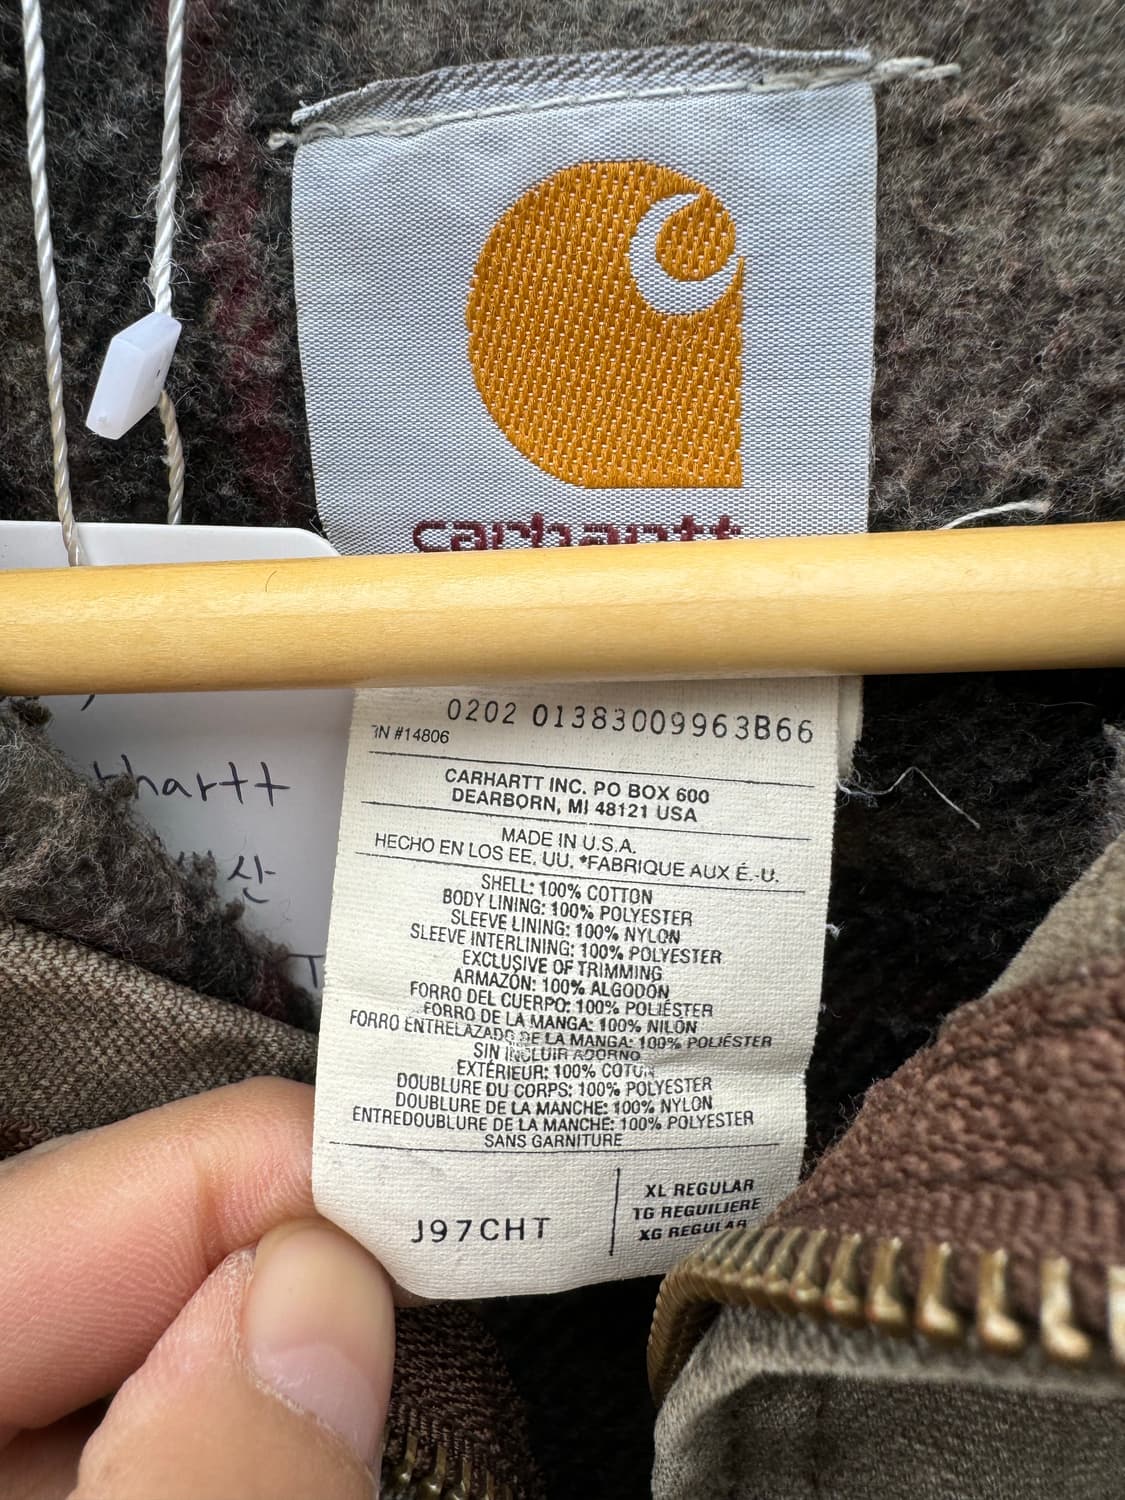 carhartt
0202 01383009963B66
RN #14806
CARHARTT INC. PO BOX 600
DEARBORN, MI 48121 USA
MADE IN U.S.A.
HECHO EN LOS EE. UU. *FABRIQUE AUX É.-U.
SHELL: 100% COTTON
BODY LINING: 100% POLYESTER
SLEEVE LINING: 100% NYLON
SLEEVE INTERLINING: 100% POLYESTER
EXCLUSIVE OF TRIMMING
ARMAZÓN: 100% ALGODÓN
FORRO DEL CUERPO: 100% POLIÉSTER
FORRO DE LA MANGA: 100% NILÓN
FORRO ENTRELAZADO DE LA MANGA: 100% POLIÉSTER
SIN INCLUIR ADORNO
EXTÉRIEUR: 100% COTON
DOUBLURE DU CORPS: 100% POLYESTER
DOUBLURE DE LA MANCHE: 100% NYLON
ENTREDOUBLURE DE LA MANCHE: 100% POLYESTER
SANS GARNITURE
J97CHT
XL REGULAR
TG REGUILIERE
XG REGULAR
rhartt
산
T